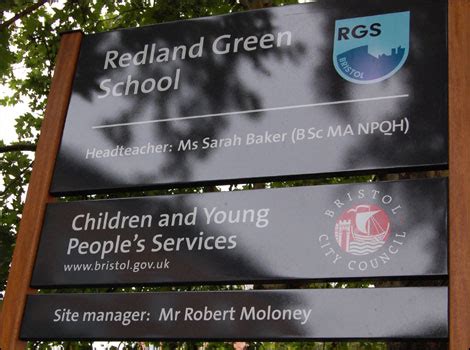 Redland Green
School
RGS
BRISTOL
Headteacher: Ms Sarah Baker (BSc MA NPQH)
Children and Young
People's Services
www.bristol.gov.uk
BRISTOL
CITY COUNCIL
Site manager: Mr Robert Moloney